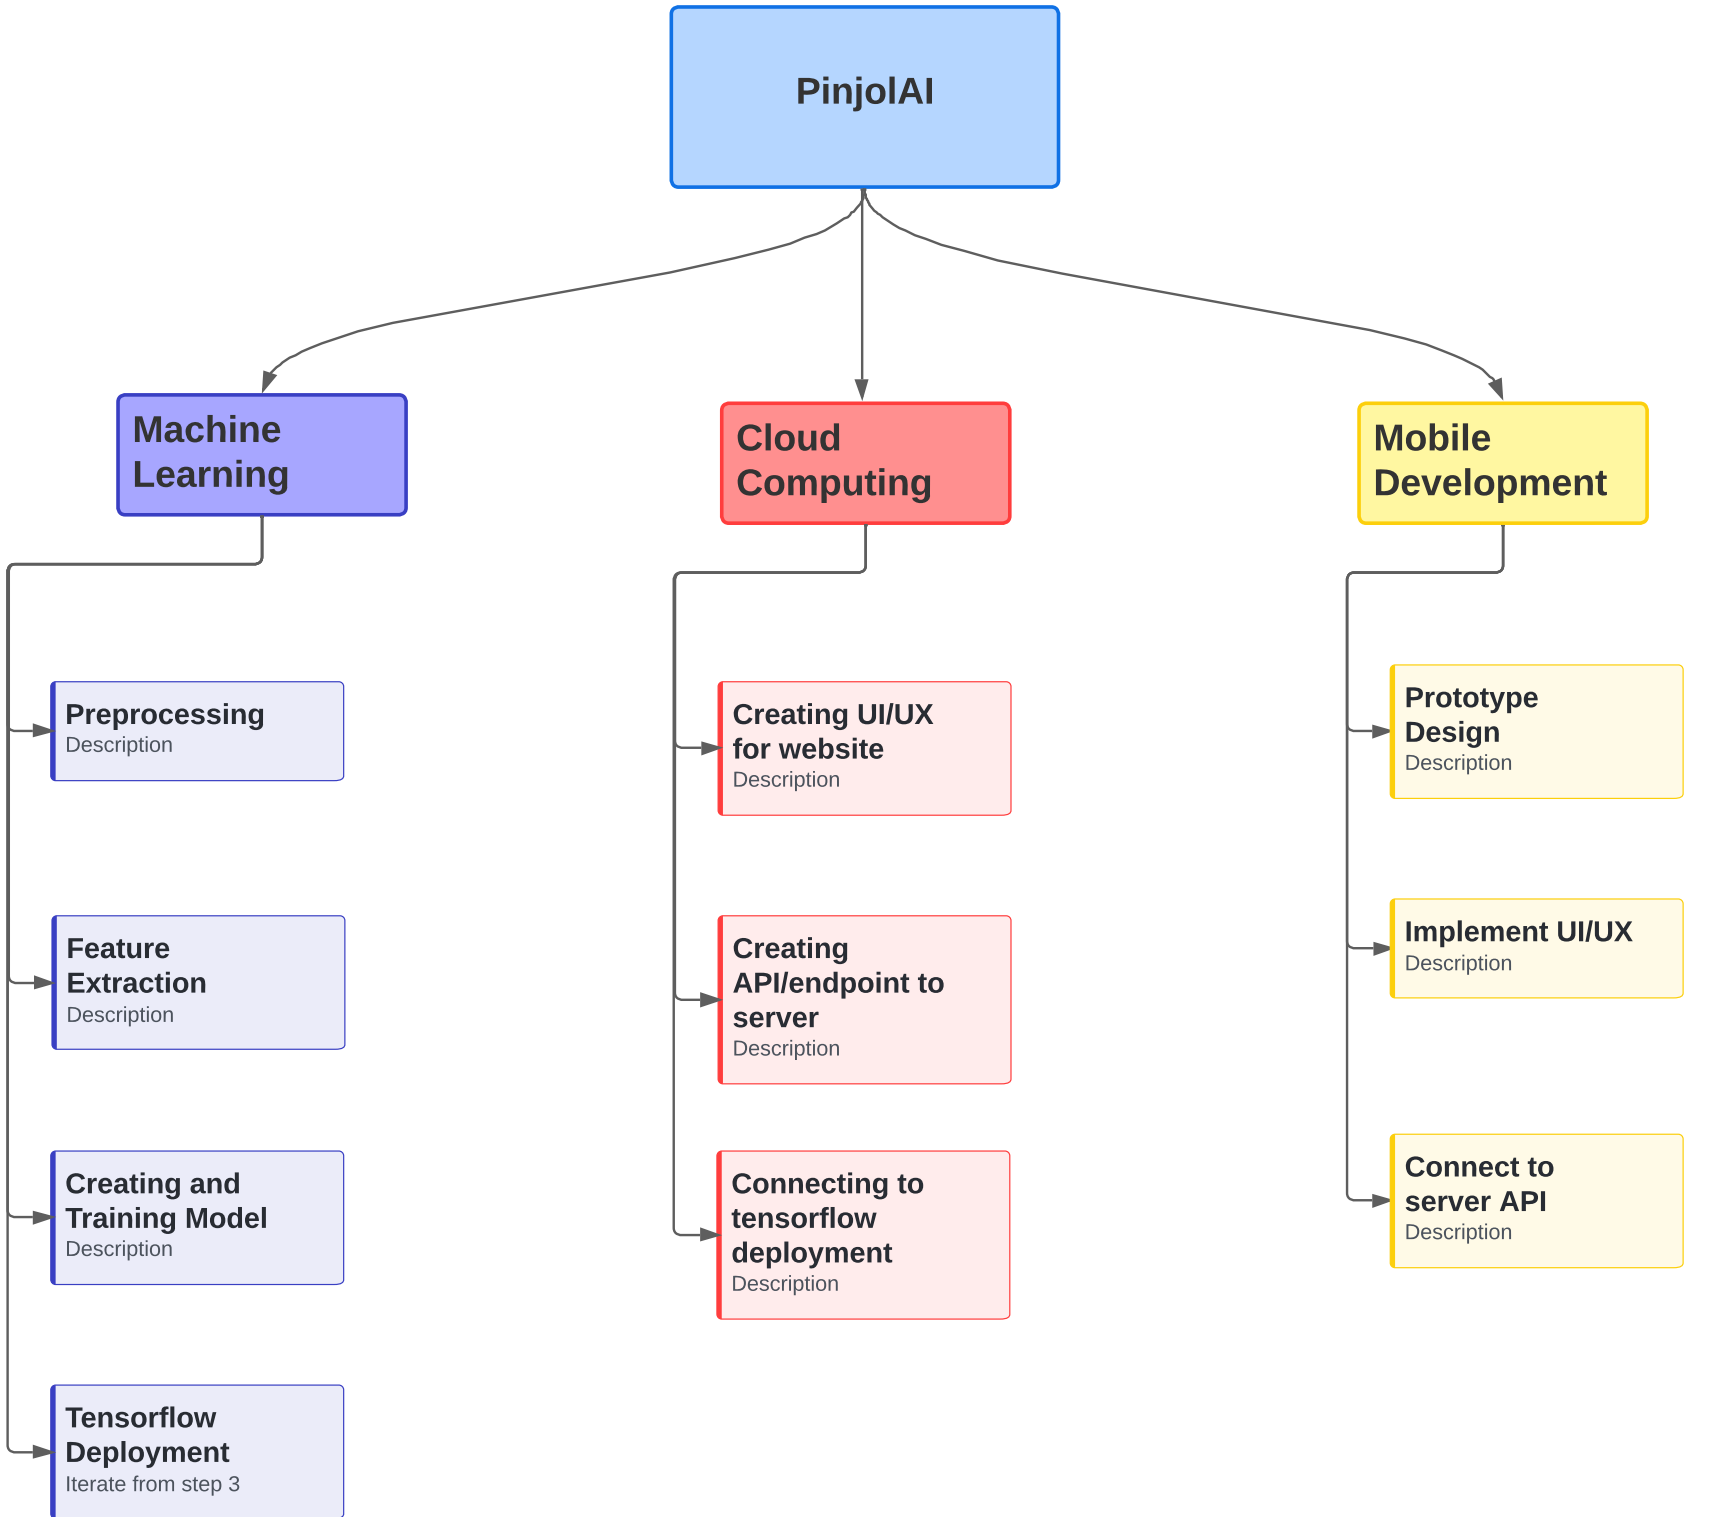 PinjolAI
Machine
Learning
Cloud
Computing
Mobile
Development
Preprocessing
Description
Feature
Extraction
Description
Creating and
Training Model
Description
Tensorflow
Deployment
Iterate from step 3
Creating UI/UX
for website
Description
Creating
API/endpoint to
server
Description
Connecting to
tensorflow
deployment
Description
Prototype
Design
Description
Implement UI/UX
Description
Connect to
server API
Description